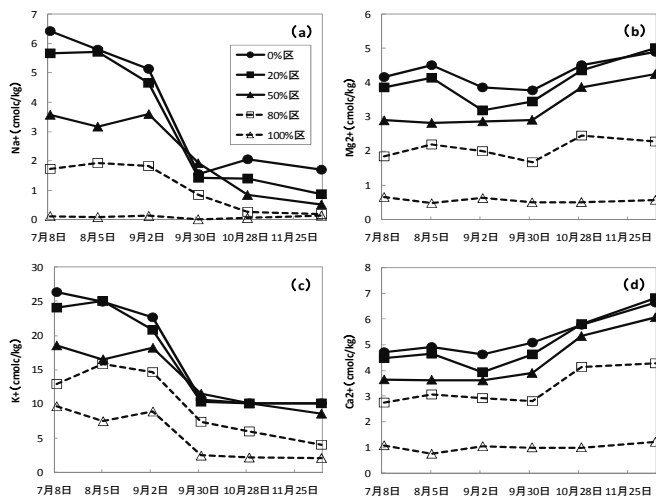 (a)
7
6
5
4
3
2
1
0
Na+(cmolc/kg)
0%区
20%区
50%区
80%区
100%区
7月8日 8月5日 9月2日 9月30日 10月28日 11月25日
(b)
6
5
4
3
2
1
0
Mg2+(cmolc/kg)
7月8日 8月5日 9月2日 9月30日 10月28日 11月25日
(c)
30
25
20
15
10
5
0
K+(cmolc/kg)
7月8日 8月5日 9月2日 9月30日 10月28日 11月25日
(d)
8
7
6
5
4
3
2
1
0
Ca2+(cmolc/kg)
7月8日 8月5日 9月2日 9月30日 10月28日 11月25日